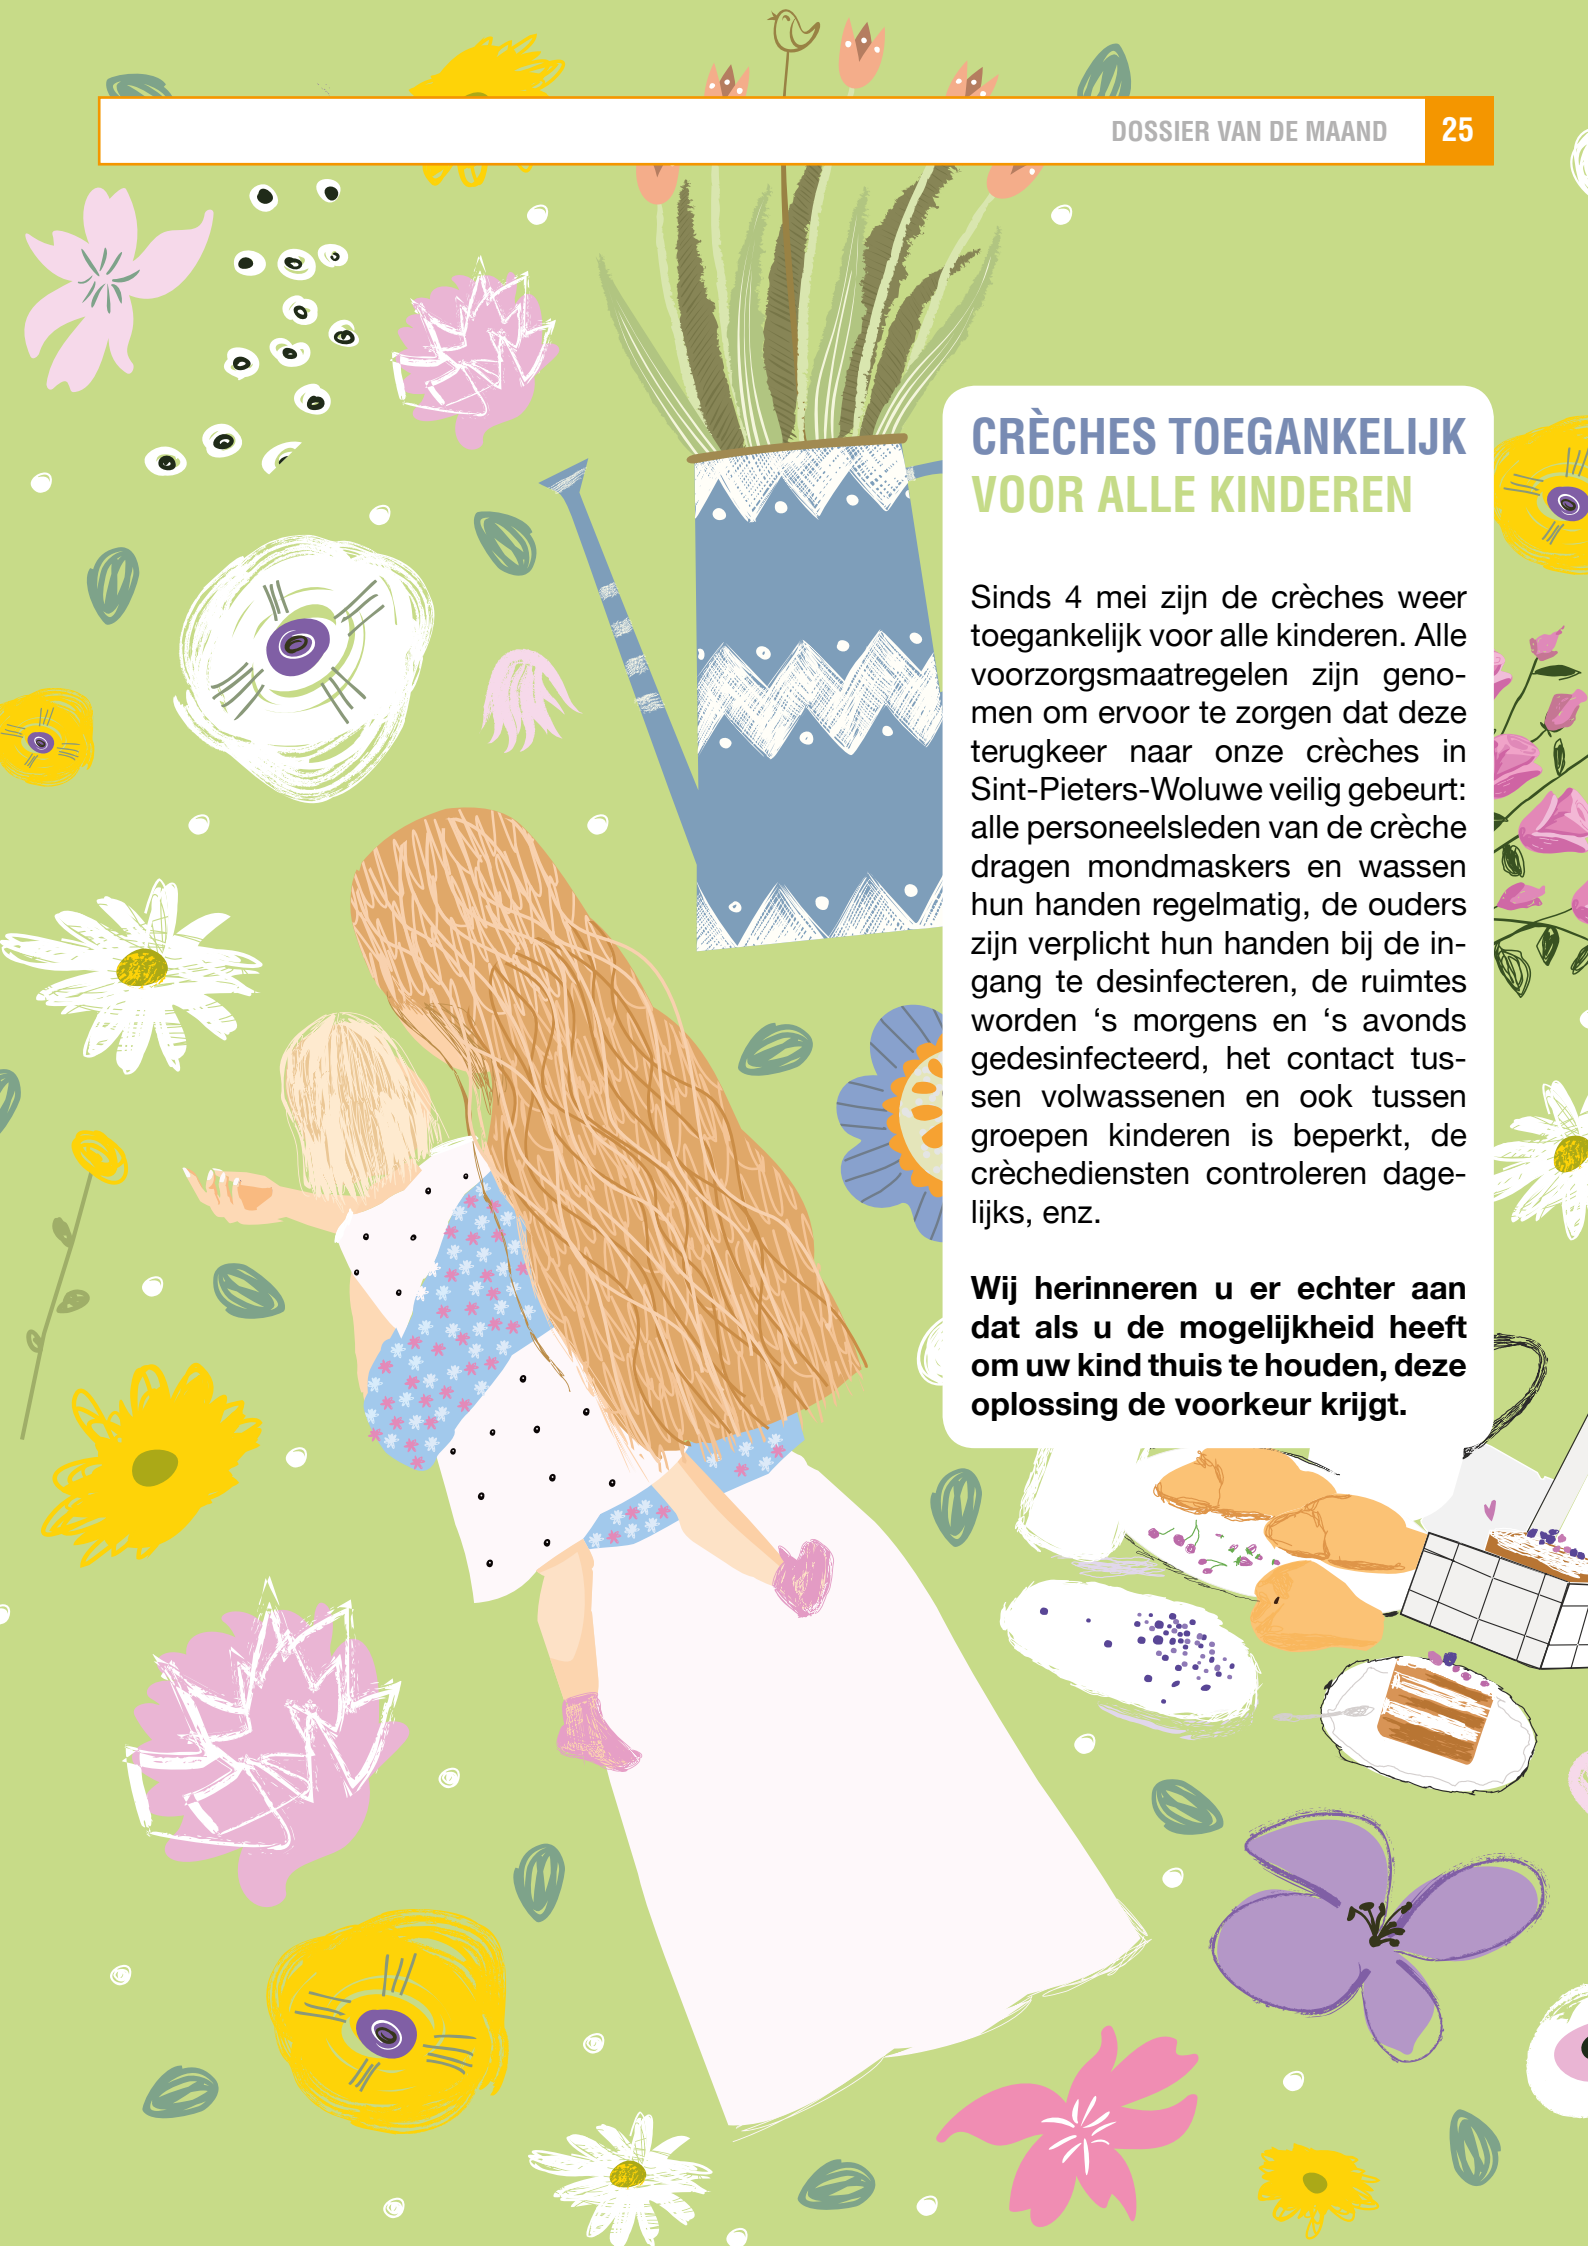 DOSSIER VAN DE MAAND 25
CRÈCHES TOEGANKELIJK
VOOR ALLE KINDEREN
Sinds 4 mei zijn de crèches weer
toegankelijk voor alle kinderen. Alle
voorzorgsmaatregelen zijn geno-
men om ervoor te zorgen dat deze
terugkeer naar onze crèches in
Sint-Pieters-Woluwe veilig gebeurt:
alle personeelsleden van de crèche
dragen mondmaskers en wassen
hun handen regelmatig, de ouders
zijn verplicht hun handen bij de in-
gang te desinfecteren, de ruimtes
worden ‘s morgens en ‘s avonds
gedesinfecteerd, het contact tus-
sen volwassenen en ook tussen
groepen kinderen is beperkt, de
crèchediensten controleren dage-
lijks, enz.
Wij herinneren u er echter aan
dat als u de mogelijkheid heeft
om uw kind thuis te houden, deze
oplossing de voorkeur krijgt.